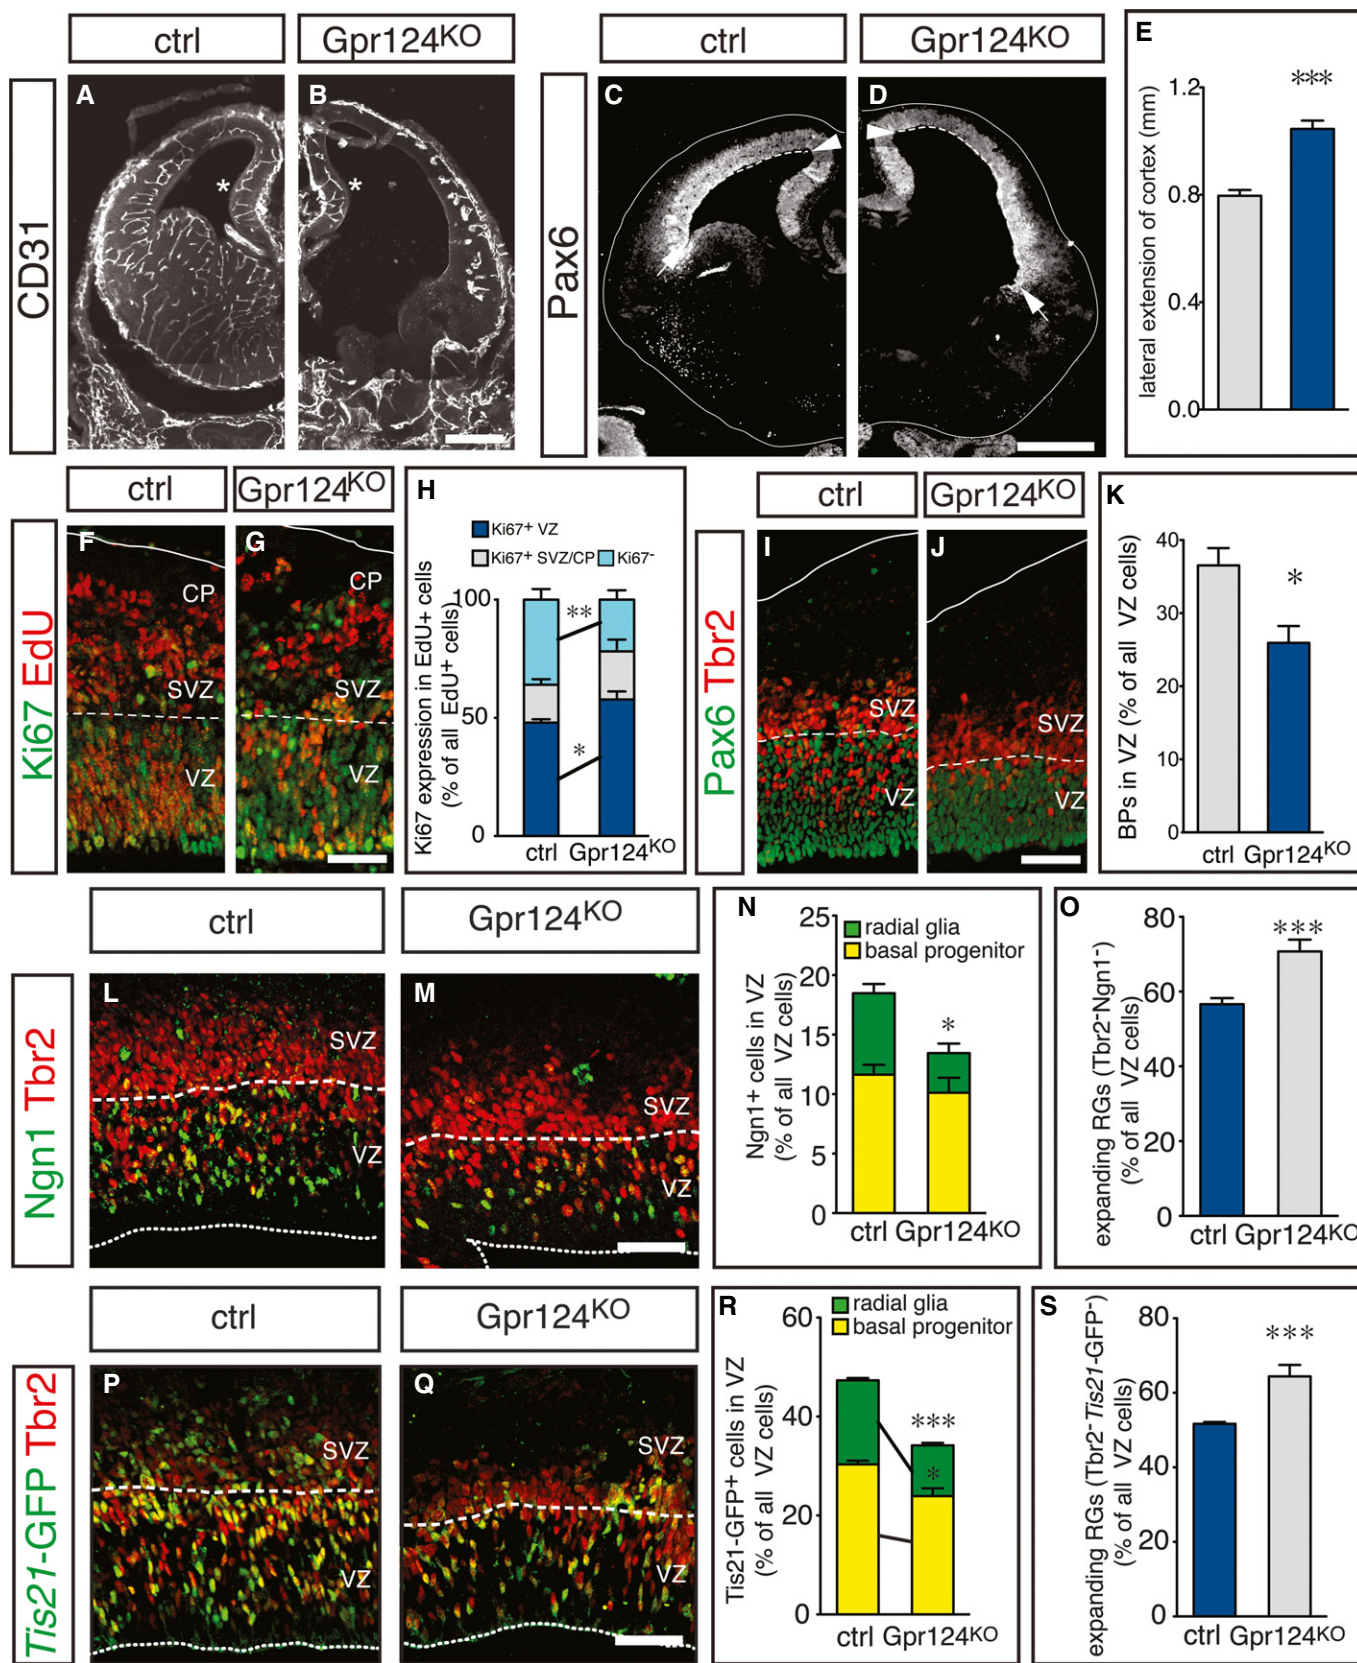 ctrl
Gpr124KO
ctrl
Gpr124KO
CD31
A
B
*
*
Pax6
C
D
E
lateral extension of cortex (mm)
1.2
0.8
0.4
0.0
***
ctrl
Gpr124KO
Ki67 EdU
F
CP
SVZ
VZ
G
CP
SVZ
VZ
H
Ki67+ VZ
Ki67+ SVZ/CP
Ki67-
Ki67 expression in EdU+ cells
(% of all EdU+ cells)
100
50
0
**
*
ctrl
Gpr124KO
ctrl
Gpr124KO
Pax6 Tbr2
I
SVZ
VZ
J
SVZ
VZ
K
BPs in VZ (% of all VZ cells)
40
30
20
10
0
*
ctrl
Gpr124KO
ctrl
Gpr124KO
Ngn1 Tbr2
L
SVZ
VZ
M
SVZ
VZ
N
radial glia
basal progenitor
Ngn1+ cells in VZ
(% of all VZ cells)
25
20
15
10
5
0
*
ctrl
Gpr124KO
O
expanding RGs (Tbr2-Ngn1-)
(% of all VZ cells)
80
60
40
20
0
***
ctrl
Gpr124KO
ctrl
Gpr124KO
Tis21-GFP Tbr2
P
SVZ
VZ
Q
SVZ
VZ
R
radial glia
basal progenitor
Tis21-GFP+ cells in VZ
(% of all VZ cells)
60
40
20
0
***
*
ctrl
Gpr124KO
S
expanding RGs (Tbr2-Tis21-GFP-)
(% of all VZ cells)
80
60
40
20
0
***
ctrl
Gpr124KO